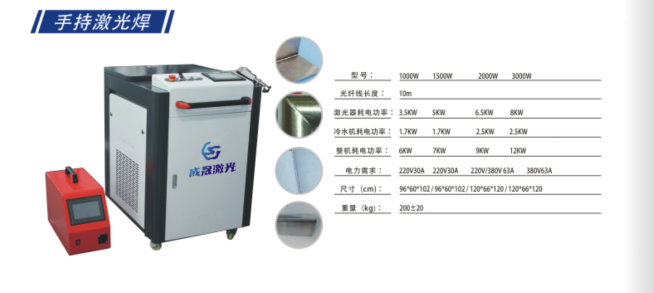 手持激光焊
成晟激光
型号： 1000W 1500W 2000W 3000W
光纤线长度： 10m
激光器耗电功率： 3.5KW 5KW 6.5KW 8KW
冷水机耗电功率： 1.7KW 1.7KW 2.5KW 2.5KW
整机耗电功率： 6KW 7KW 9KW 12KW
电力需求： 220V30A 220V30A 220V/380V 63A 380V63A
尺寸（cm）： 96*60*102 / 96*60*102 / 120*66*120 / 120*66*120
重量（kg）： 200±20